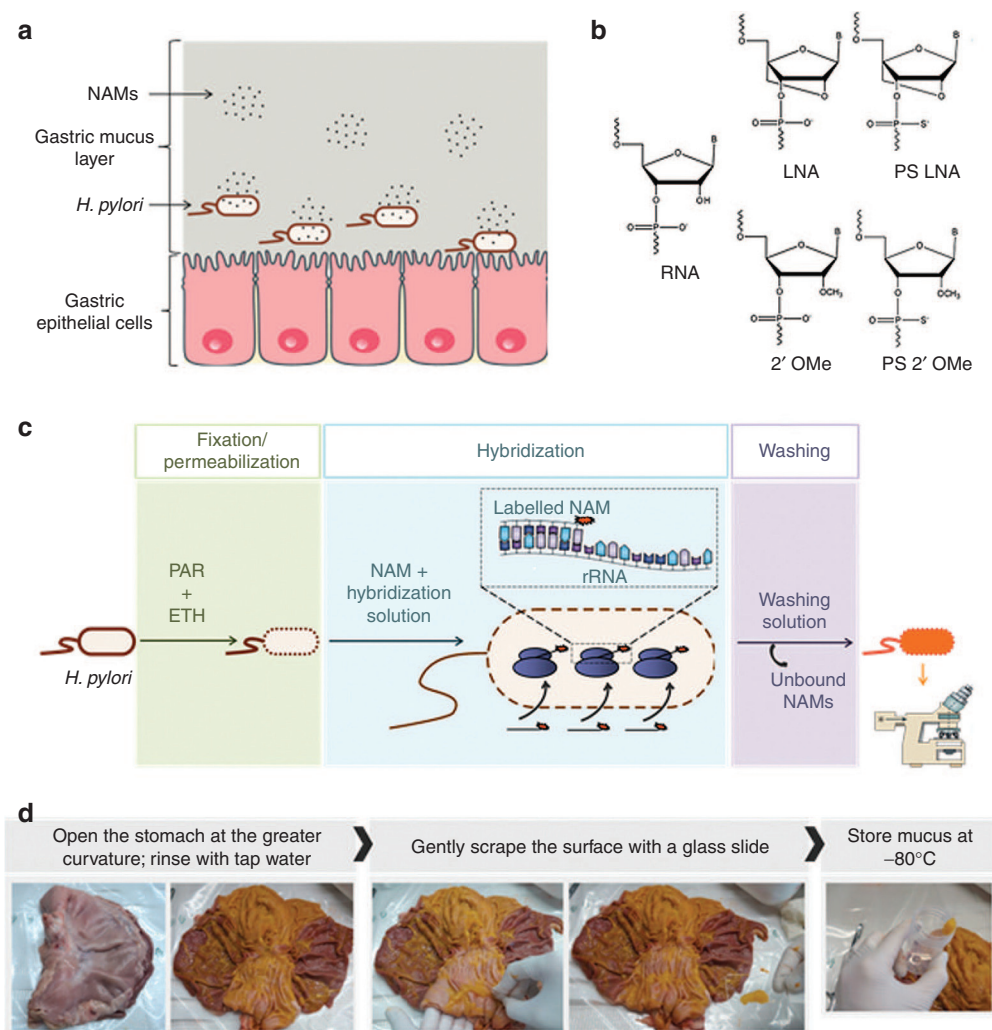 a
NAMs
Gastric mucus
layer
H. pylori
Gastric
epithelial cells
b
B
O
O
O
OH
O=P—O⁻
RNA
B
O
O
O
O
O=P—O⁻
LNA
B
O
O
O
O
O=P—S⁻
PS LNA
B
O
O
O
OCH₃
O=P—O⁻
2′ OMe
B
O
O
O
OCH₃
O=P—S⁻
PS 2′ OMe
c
Fixation/
permeabilization
Hybridization
Washing
PAR
+
ETH
H. pylori
NAM +
hybridization
solution
Labelled NAM
rRNA
Washing
solution
Unbound
NAMs
d
Open the stomach at the greater
curvature; rinse with tap water
Gently scrape the surface with a glass slide
Store mucus at
–80°C